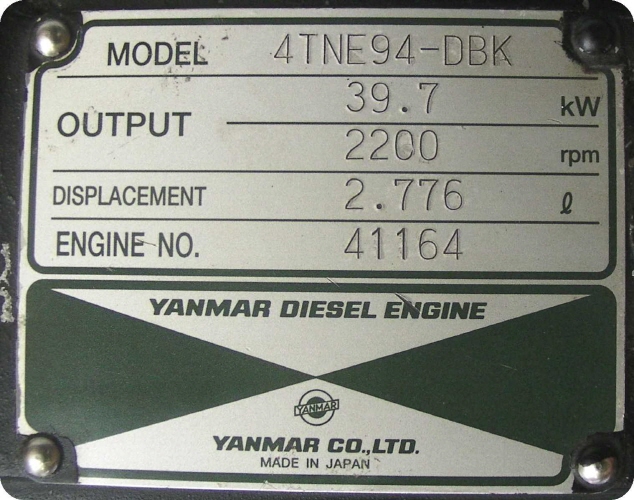 MODEL 4TNE94-DBK
OUTPUT 39.7 kW
2200 rpm
DISPLACEMENT 2.776 ℓ
ENGINE NO. 41164
YANMAR DIESEL ENGINE
YANMAR
YANMAR CO.,LTD.
MADE IN JAPAN